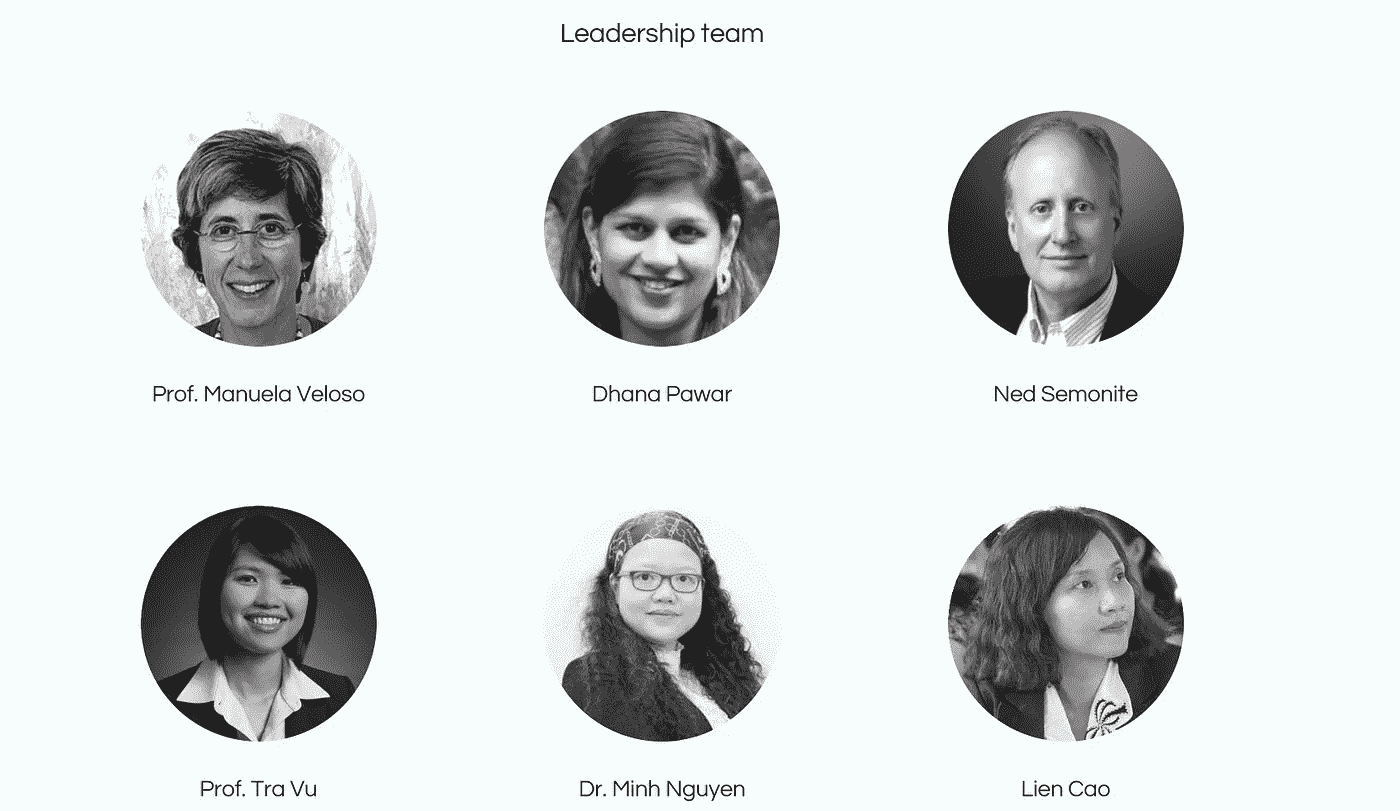 Leadership team
Prof. Manuela Veloso
Dhana Pawar
Ned Semonite
Prof. Tra Vu
Dr. Minh Nguyen
Lien Cao